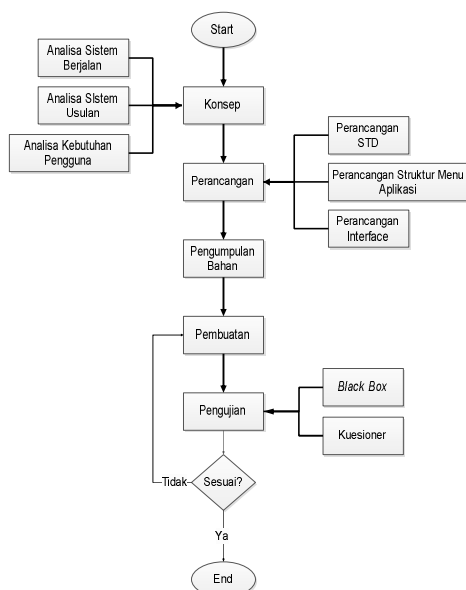 Start
Analisa Sistem
Berjalan
Analisa SIstem
Usulan
Analisa Kebutuhan
Pengguna
Konsep
Perancangan
STD
Perancangan Struktur Menu
Aplikasi
Perancangan
Interface
Perancangan
Pengumpulan
Bahan
Pembuatan
Pengujian
Black Box
Kuesioner
Sesuai?
Tidak
Ya
End